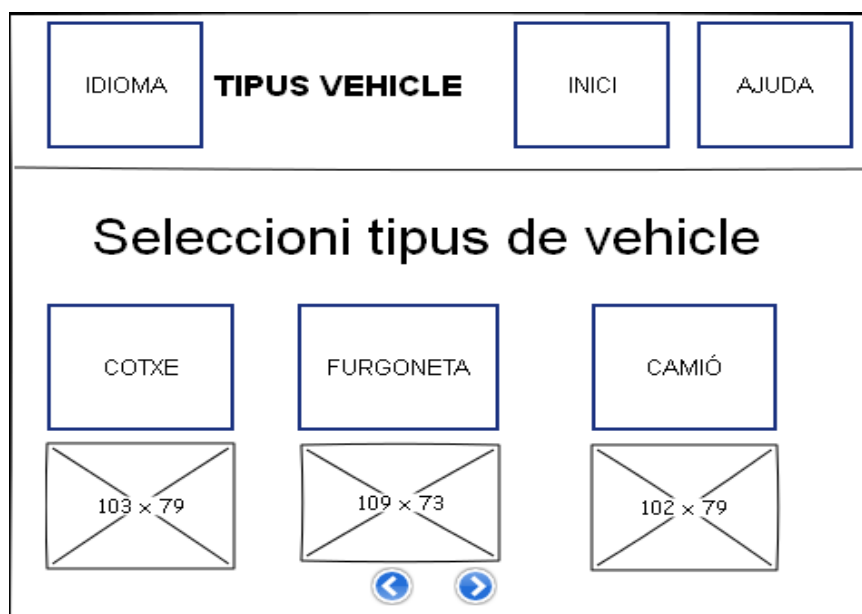 IDIOMA TIPUS VEHICLE INICI AJUDA
Seleccioni tipus de vehicle
COTXE FURGONETA CAMIÓ
103 x 79 109 x 73 102 x 79